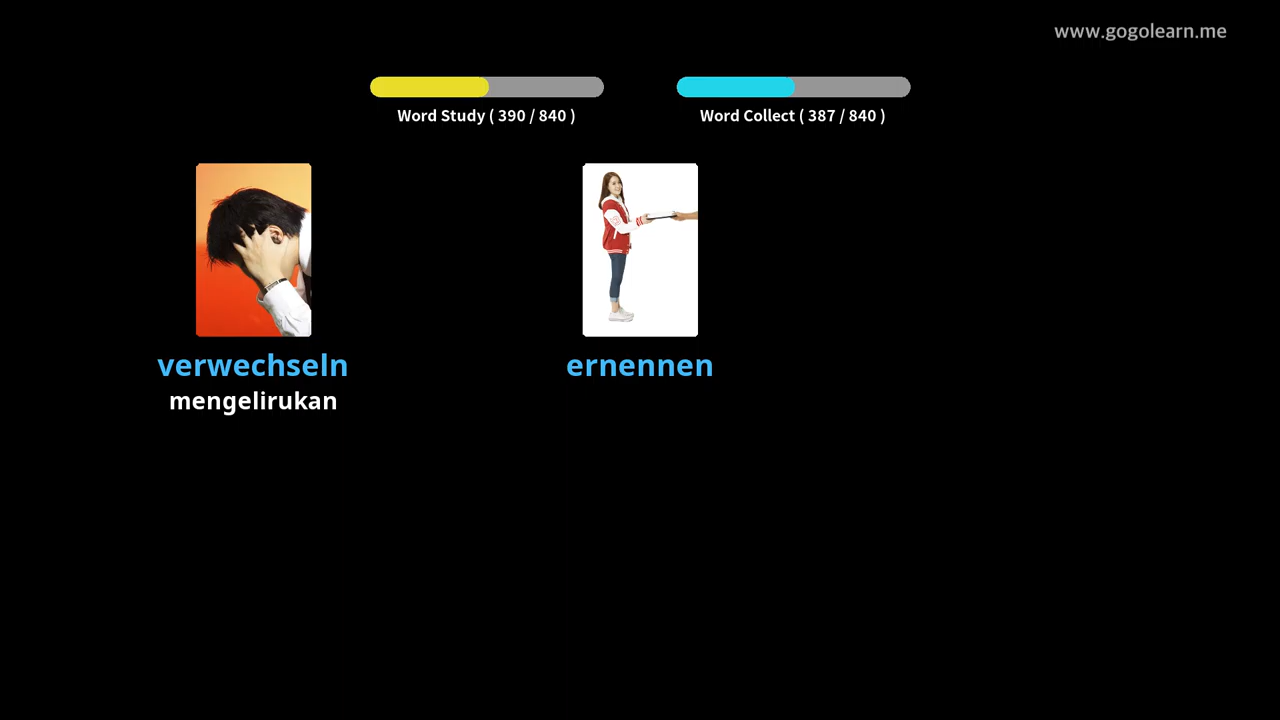 www.gogolearn.me
Word Study ( 390 / 840 )
Word Collect ( 387 / 840 )
verwechseln
mengelirukan
ernennen